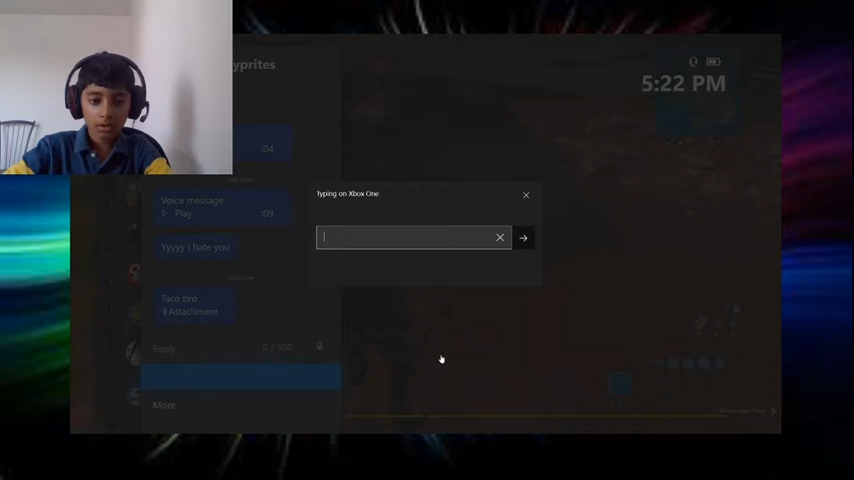 yprites
5:22 PM
:04
Typing on Xbox One
Voice message
Play :09
Yyyyy i hate you
Taco bro
Attachment
Reply: 0 / 500
More